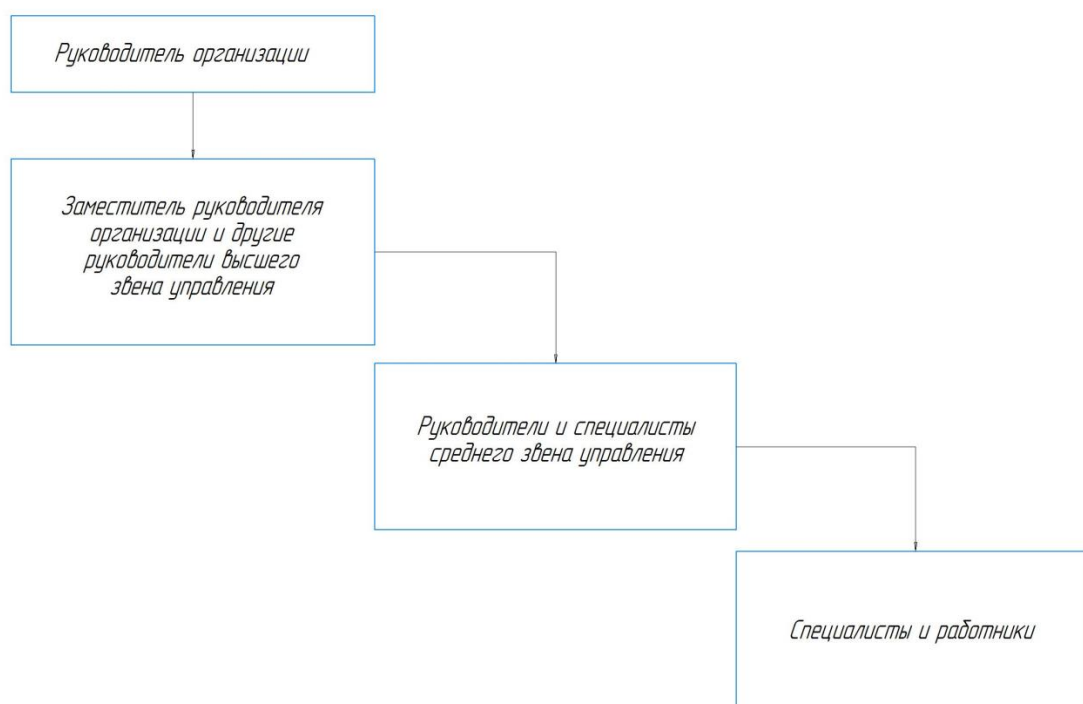 Руководитель организации
Заместитель руководителя
организации и другие
руководители высшего
звена управления
Руководители и специалисты
среднего звена управления
Специалисты и работники